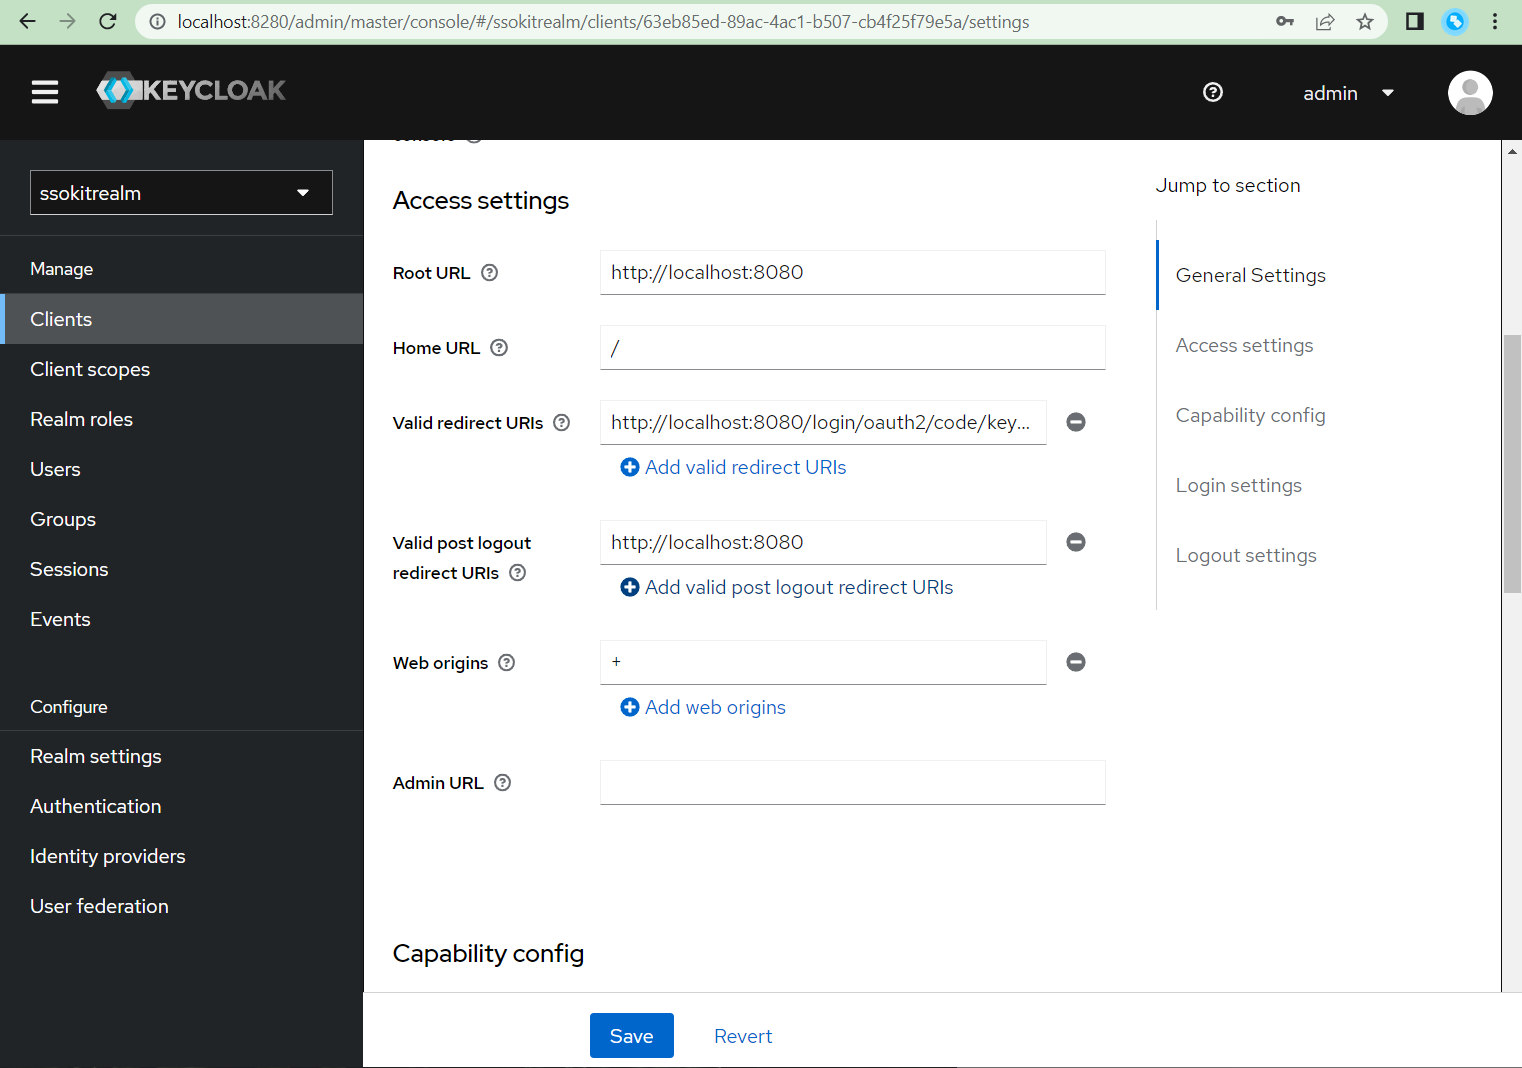 localhost:8280/admin/master/console/#/ssokitrealm/clients/63eb85ed-89ac-4ac1-b507-cb4f25f79e5a/settings
KEYCLOAK
admin
ssokitrealm
Manage
Clients
Client scopes
Realm roles
Users
Groups
Sessions
Events
Configure
Realm settings
Authentication
Identity providers
User federation
Access settings
Root URL
http://localhost:8080
Home URL
/
Valid redirect URIs
http://localhost:8080/login/oauth2/code/key...
Add valid redirect URIs
Valid post logout
redirect URIs
http://localhost:8080
Add valid post logout redirect URIs
Web origins
+
Add web origins
Admin URL
Capability config
Save
Revert
Jump to section
General Settings
Access settings
Capability config
Login settings
Logout settings